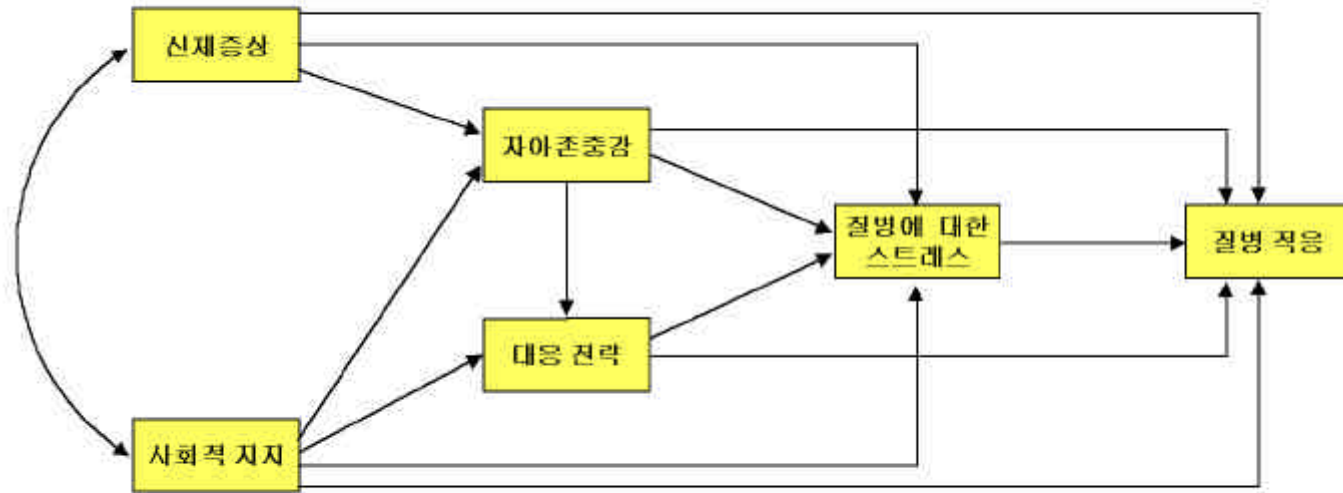 신체증상
자아존중감
질병에 대한
스트레스
질병 적응
대응 전략
사회적 지지